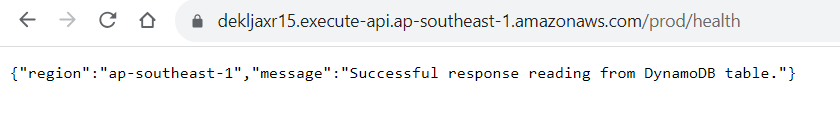 dekljaxr15.execute-api.ap-southeast-1.amazonaws.com/prod/health
{"region":"ap-southeast-1","message":"Successful response reading from DynamoDB table."}